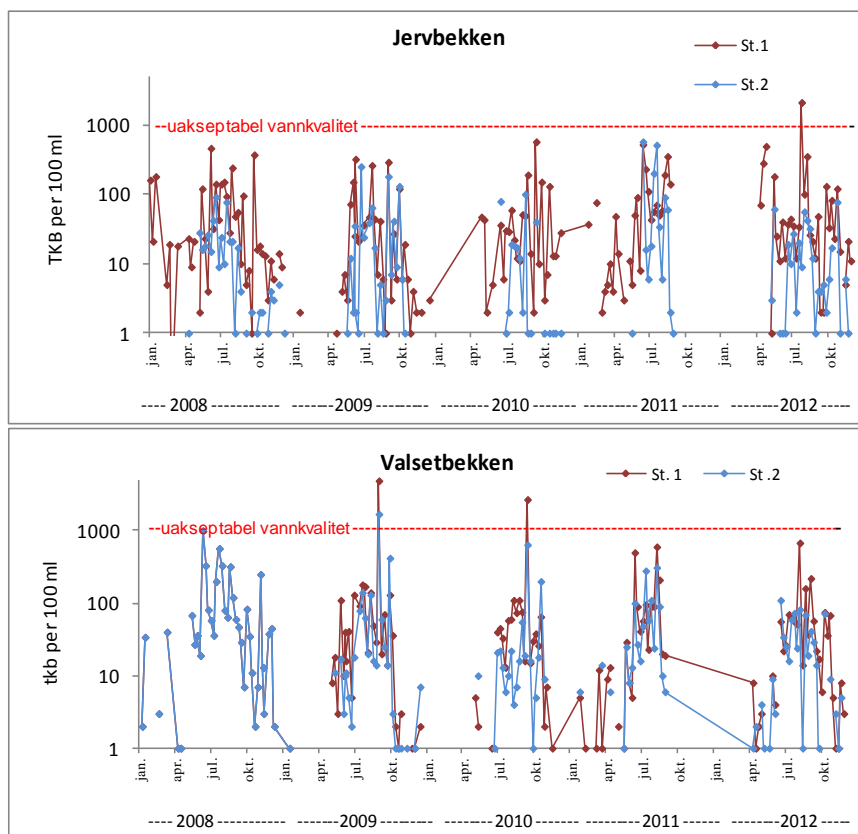 Jervbekken
St.1
St.2
TKB per 100 ml
1000
100
10
1
uakseptabel vannkvalitet
jan. apr. jul. okt. jan. apr. jul. okt. jan. apr. jul. okt. jan. apr. jul. okt. jan. apr. jul. okt.
2008 2009 2010 2011 2012
Valsetbekken
St. 1 St .2
tkb per 100 ml
1000
100
10
1
uakseptabel vannkvalitet
jan. apr. jul. okt. jan. apr. jul. okt. jan. apr. jul. okt. jan. apr. jul. okt. jan. apr. jul. okt.
2008 2009 2010 2011 2012